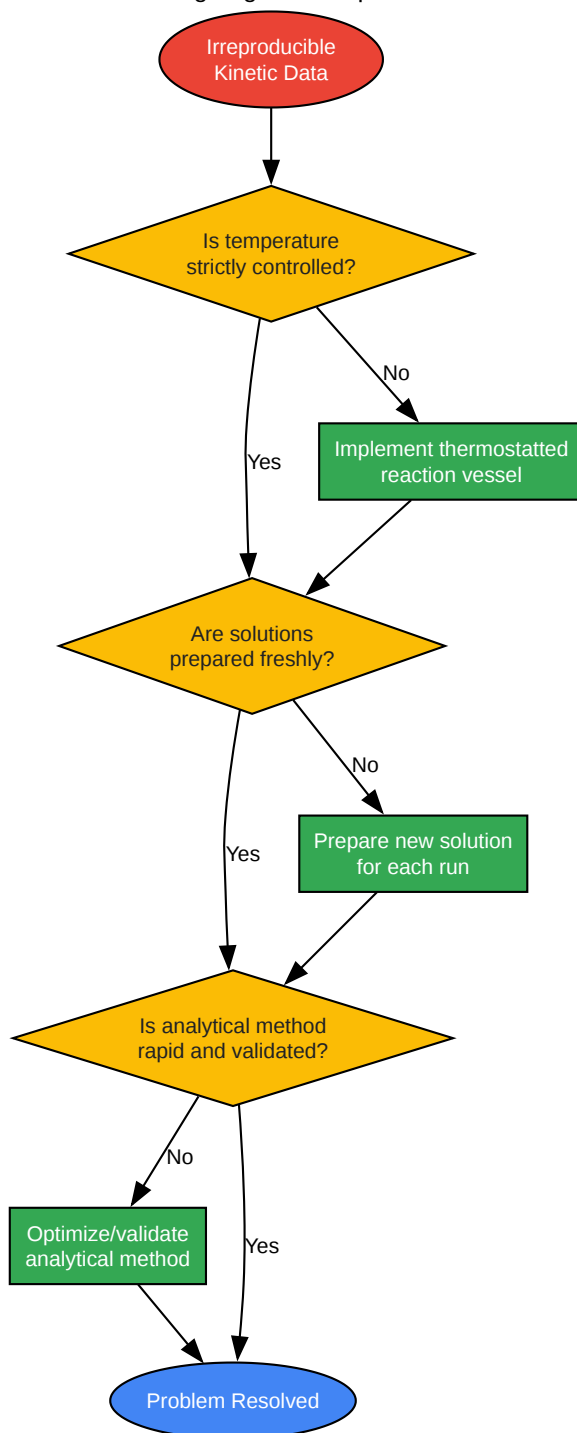 Irreproducible
Kinetic Data
Is temperature
strictly controlled?
No
Implement thermostatted
reaction vessel
Yes
Are solutions
prepared freshly?
No
Prepare new solution
for each run
Yes
Is analytical method
rapid and validated?
No
Optimize/validate
analytical method
Yes
Problem Resolved